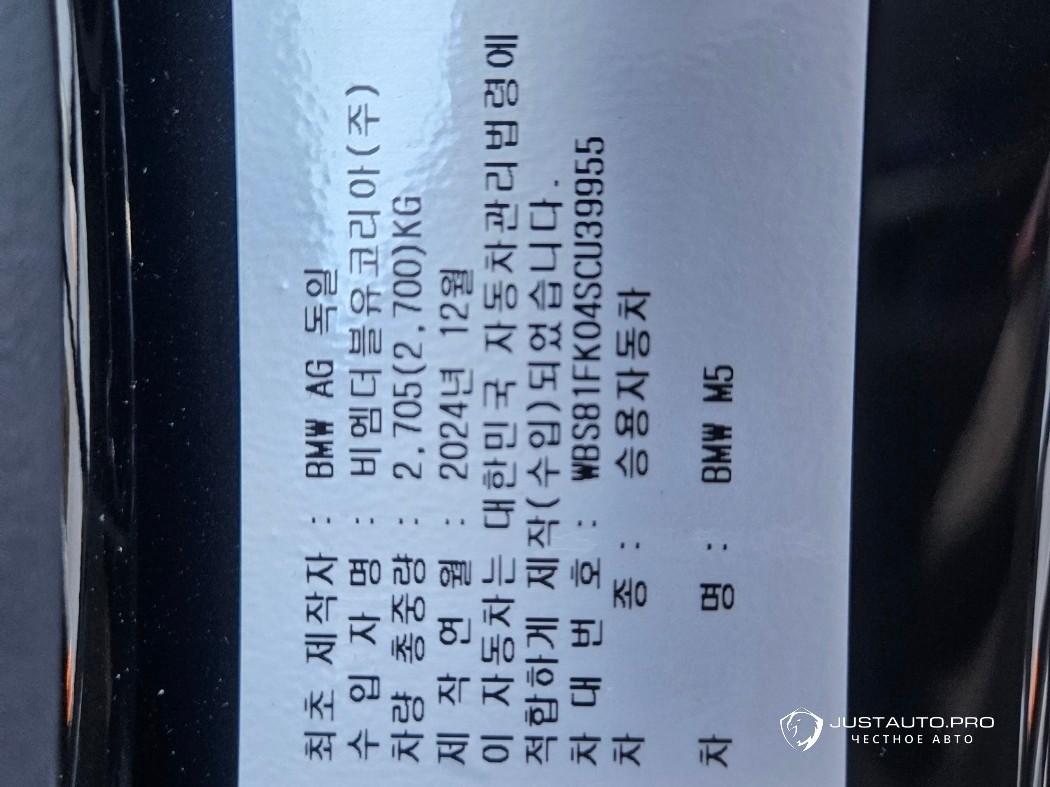 최초 제작자 : BMW AG 독일
수 입 자 명 : 비엠더블유코리아(주)
차량 총중량 : 2,705(2,700)KG
제 작 연 월 : 2024년 12월
이 자동차는 대한민국 자동차관리법령에
적합하게 제작(수입)되었습니다.
차 대 번 호 : WBS81FK04SCU39955
차 종 : 승용자동차
차 명 : BMW M5
JUSTAUTO.PRO
ЧЕСТНОЕ АВТО